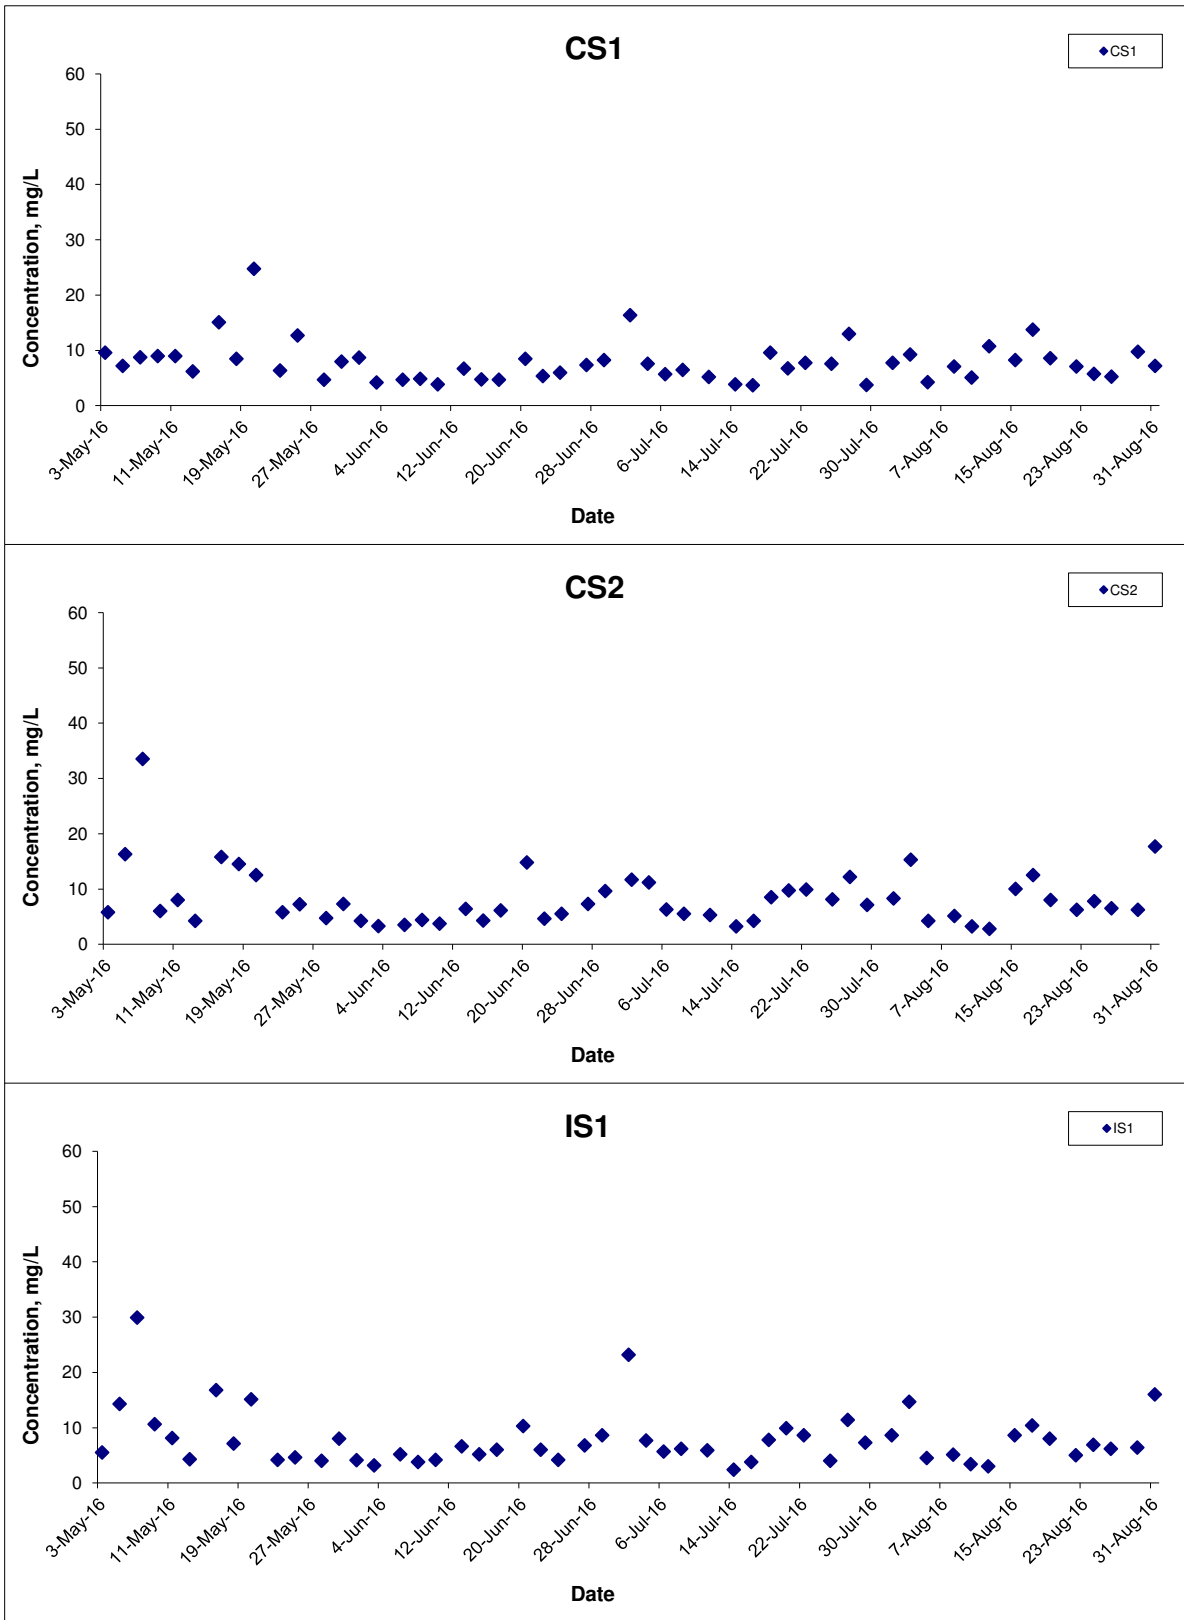 CS1
CS1
60
50
40
30
20
10
0
Concentration, mg/L
3-May-16
11-May-16
19-May-16
27-May-16
4-Jun-16
12-Jun-16
20-Jun-16
28-Jun-16
6-Jul-16
14-Jul-16
22-Jul-16
30-Jul-16
7-Aug-16
15-Aug-16
23-Aug-16
31-Aug-16
Date
CS2
CS2
60
50
40
30
20
10
0
Concentration, mg/L
3-May-16
11-May-16
19-May-16
27-May-16
4-Jun-16
12-Jun-16
20-Jun-16
28-Jun-16
6-Jul-16
14-Jul-16
22-Jul-16
30-Jul-16
7-Aug-16
15-Aug-16
23-Aug-16
31-Aug-16
Date
IS1
IS1
60
50
40
30
20
10
0
Concentration, mg/L
3-May-16
11-May-16
19-May-16
27-May-16
4-Jun-16
12-Jun-16
20-Jun-16
28-Jun-16
6-Jul-16
14-Jul-16
22-Jul-16
30-Jul-16
7-Aug-16
15-Aug-16
23-Aug-16
31-Aug-16
Date